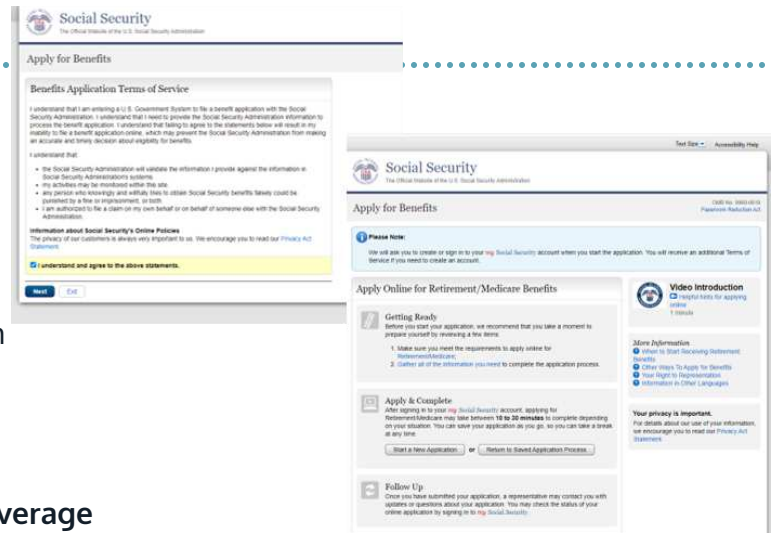 Social Security
The Official Website of the U.S. Social Security Administration
Apply for Benefits
Benefits Application Terms of Service
I understand that I am entering a U.S. Government System to file a benefit application with the Social
Security Administration. I understand that I need to provide the Social Security Administration information to
process the benefit application. I understand that failing to agree to the statements below will result in my
inability to file a benefit application online, which may prevent the Social Security Administration from making
an accurate and timely decision about eligibility for benefits.
I understand that:
the Social Security Administration will validate the information I provide against the information in
Social Security Administration's systems.
my activities may be monitored within this site.
any person who knowingly and willfully tries to obtain Social Security benefits falsely could be
punished by a fine or imprisonment, or both.
I am authorized to file a claim on my own behalf or on behalf of someone else with the Social Security
Administration.
Information about Social Security's Online Policies
The privacy of our customers is always very important to us. We encourage you to read our Privacy Act
Statement.
I understand and agree to the above statements.
Next Exit
verage
Text Size Accessibility Help
Social Security
The Official Website of the U.S. Social Security Administration
Apply for Benefits
OMB No.
Paperwork Reduction Act
Please Note:
We will ask you to create or sign in to your my Social Security account when you start the application. You will receive an additional Terms of
Service if you need to create an account.
Apply Online for Retirement/Medicare Benefits
Getting Ready
Before you start your application, we recommend that you take a moment to
prepare yourself by reviewing a few items.
1. Make sure you meet the requirements to apply online for
Retirement/Medicare;
2. Gather all of the information you need to complete the application process.
Apply & Complete
After signing in to your my Social Security account, applying for
Retirement/Medicare may take between 10 to 30 minutes to complete depending
on your situation. You can save your application as you go, so you can take a break
at any time.
Start a New Application or Return to Saved Application Process
Follow Up
Once you have submitted your application, a representative may contact you with
updates or questions about your application. You may check the status of your
online application by signing in to my Social Security.
Video Introduction
Helpful hints for applying
online
1 minute
More Information
When to Start Receiving Retirement
Benefits
Other Ways To Apply for Benefits
Your Right to Representation
Information in Other Languages
Your privacy is important.
For details about our use of your information,
we encourage you to read our Privacy Act
Statement.